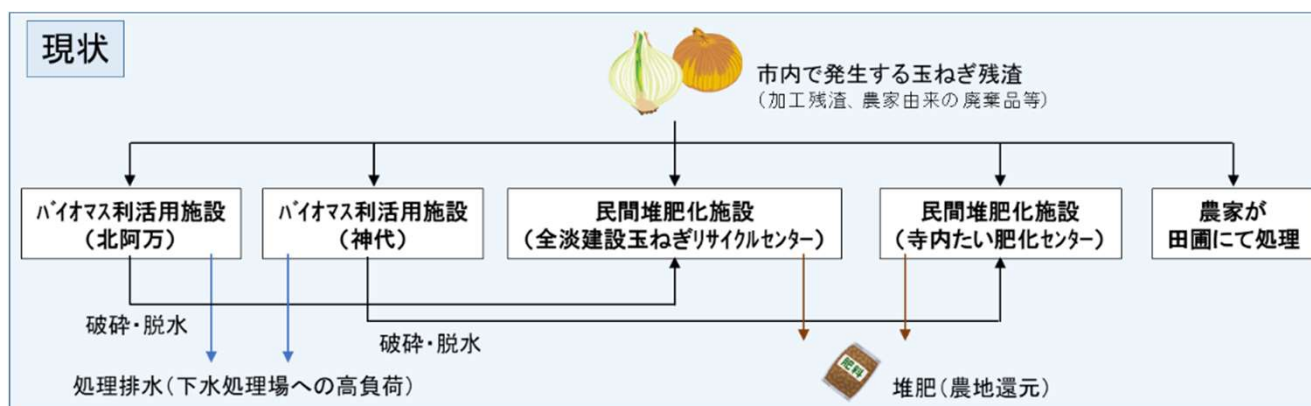 現状
市内で発生する玉ねぎ残渣
(加工残渣、農家由来の廃棄品等)
バイオマス利活用施設
(北阿万)
バイオマス利活用施設
(神代)
民間堆肥化施設
(全淡建設玉ねぎリサイクルセンター)
民間堆肥化施設
(寺内たい肥化センター)
農家が
田圃にて処理
破砕・脱水
破砕・脱水
処理排水(下水処理場への高負荷)
肥料
堆肥(農地還元)